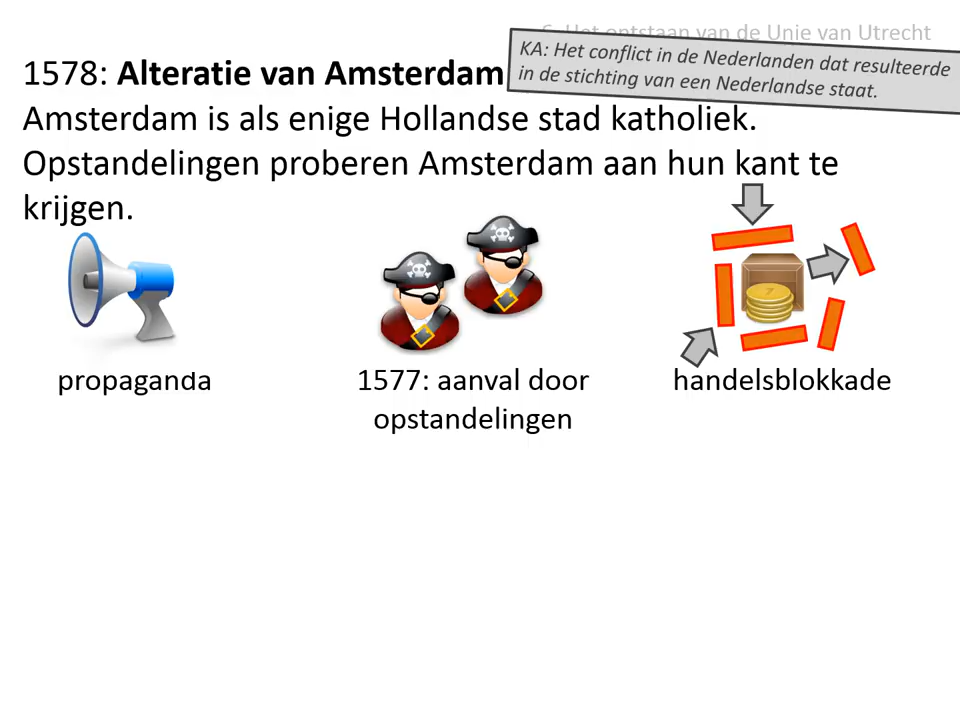 6. Het ontstaan van de Unie van Utrecht
KA: Het conflict in de Nederlanden dat resulteerde
in de stichting van een Nederlandse staat.
1578: Alteratie van Amsterdam
Amsterdam is als enige Hollandse stad katholiek.
Opstandelingen proberen Amsterdam aan hun kant te
krijgen.
propaganda
1577: aanval door
opstandelingen
handelsblokkade